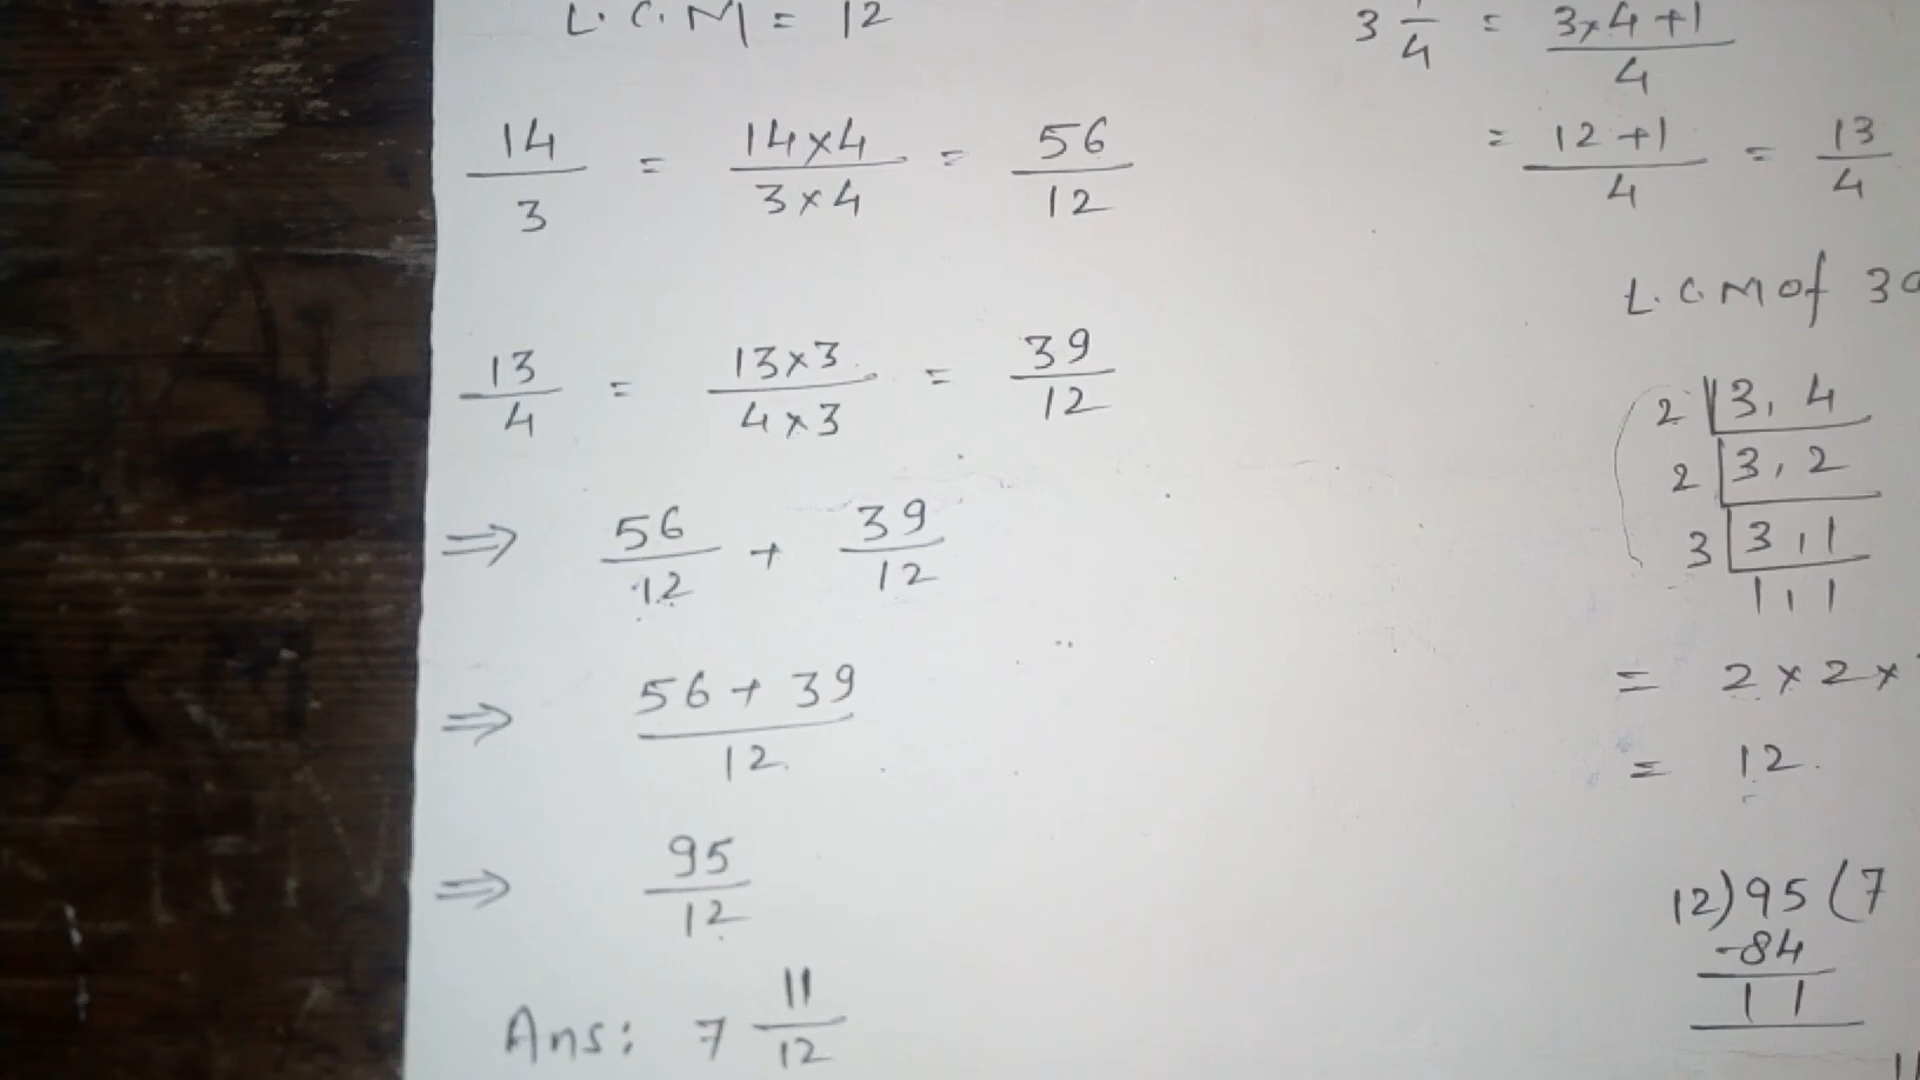 L.C.M = 12
14/3 = 14×4/3×4 = 56/12
13/4 = 13×3/4×3 = 39/12
⇒ 56/12 + 39/12
⇒ 56+39/12
⇒ 95/12
Ans: 7 11/12
3 1/4 = 3×4+1/4
= 12+1/4 = 13/4
L.C.M of 3
2 | 3, 4
2 | 3, 2
3 | 3, 1
1, 1
= 2×2×
= 12.
12)95(7
-84
11